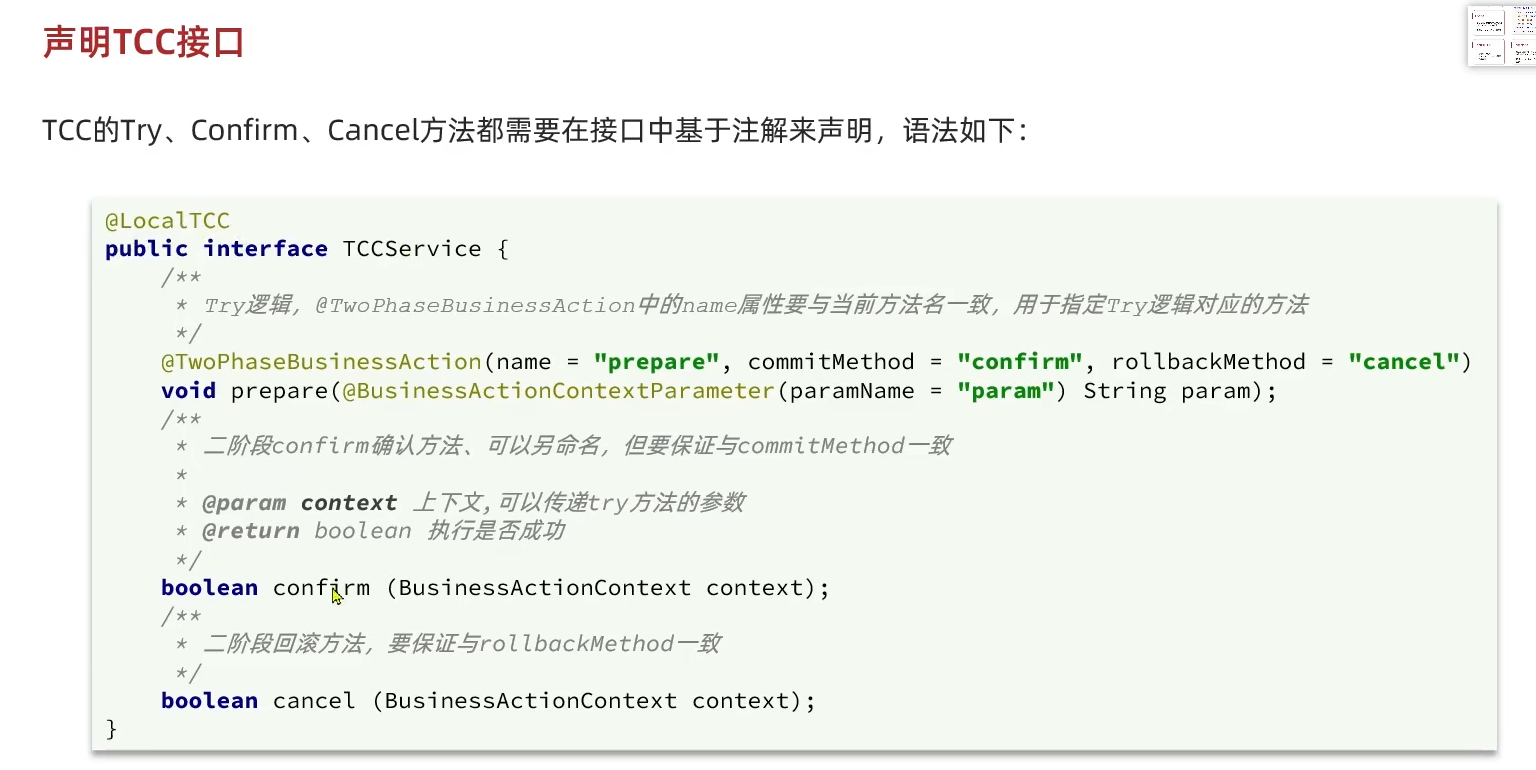 声明TCC接口
TCC的Try、Confirm、Cancel方法都需要在接口中基于注解来声明，语法如下：
@LocalTCC
public interface TCCService {
/**
* Try逻辑，@TwoPhaseBusinessAction中的name属性要与当前方法名一致，用于指定Try逻辑对应的方法
*/
@TwoPhaseBusinessAction(name = "prepare", commitMethod = "confirm", rollbackMethod = "cancel")
void prepare(@BusinessActionContextParameter(paramName = "param") String param);
/**
* 二阶段confirm确认方法、可以另命名，但要保证与commitMethod一致
*
* @param context 上下文,可以传递try方法的参数
* @return boolean 执行是否成功
*/
boolean confirm (BusinessActionContext context);
/**
* 二阶段回滚方法，要保证与rollbackMethod一致
*/
boolean cancel (BusinessActionContext context);
}